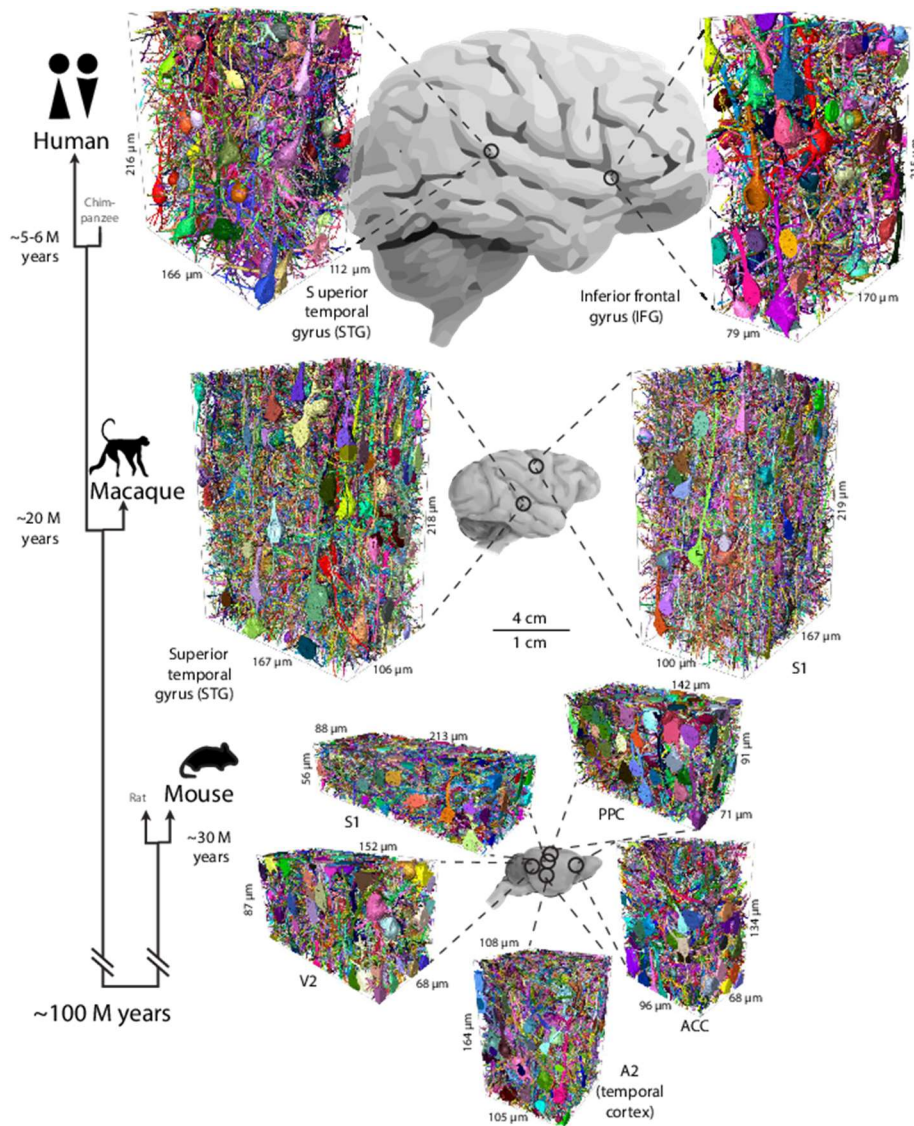 Human
216 µm
Chim-
panzee
~5-6 M
years
166 µm
112 µm
S uperior
temporal
gyrus (STG)
Inferior frontal
gyrus (IFG)
215 µm
170 µm
79 µm
Macaque
~20 M
years
218 µm
Superior
temporal
gyrus (STG)
167 µm
106 µm
4 cm
1 cm
219 µm
167 µm
100 µm
S1
Rat
Mouse
~30 M
years
88 µm
213 µm
56 µm
S1
142 µm
91 µm
PPC
71 µm
152 µm
87 µm
V2
68 µm
134 µm
96 µm
68 µm
ACC
108 µm
164 µm
105 µm
A2
(temporal
cortex)
~100 M years